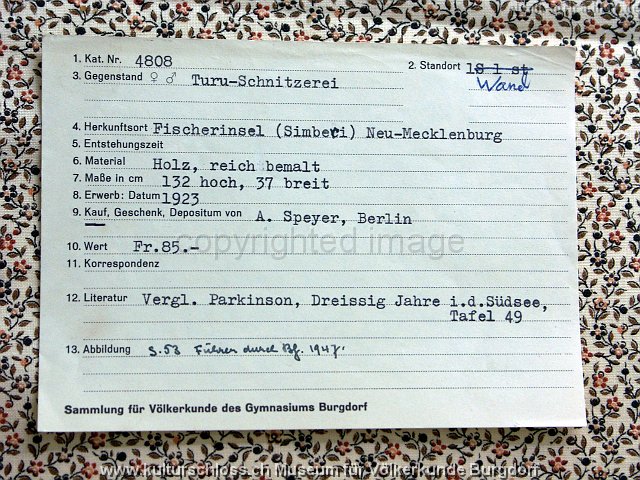 1. Kat. Nr. 4808
2. Standort 1S 1 st
Wand
3. Gegenstand ♀ ♂ Turu-Schnitzerei
4. Herkunftsort Fischerinsel (Simberi) Neu-Mecklenburg
5. Entstehungszeit
6. Material Holz, reich bemalt
7. Maße in cm 132 hoch, 37 breit
8. Erwerb: Datum 1923
9. Kauf, Geschenk, Depositum von A. Speyer, Berlin
copyrighted image
10. Wert Fr.85.-
11. Korrespondenz
12. Literatur Vergl. Parkinson, Dreissig Jahre i.d.Südsee,
Tafel 49
13. Abbildung S.53 Führer durch Bf. 1947.
Sammlung für Völkerkunde des Gymnasiums Burgdorf
www.kulturschloss.ch Museum für Völkerkunde Burgdorf